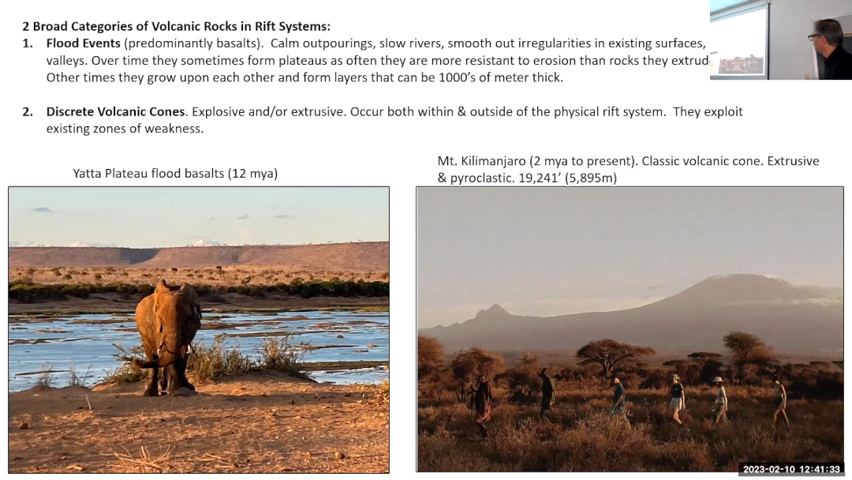 2 Broad Categories of Volcanic Rocks in Rift Systems:
1. Flood Events (predominantly basalts). Calm outpourings, slow rivers, smooth out irregularities in existing surfaces,
valleys. Over time they sometimes form plateaus as often they are more resistant to erosion than rocks they extrud
Other times they grow upon each other and form layers that can be 1000's of meter thick.
2. Discrete Volcanic Cones. Explosive and/or extrusive. Occur both within & outside of the physical rift system. They exploit
existing zones of weakness.
Yatta Plateau flood basalts (12 mya)
Mt. Kilimanjaro (2 mya to present). Classic volcanic cone. Extrusive
& pyroclastic. 19,241' (5,895m)
2023-02-10 12:41:33